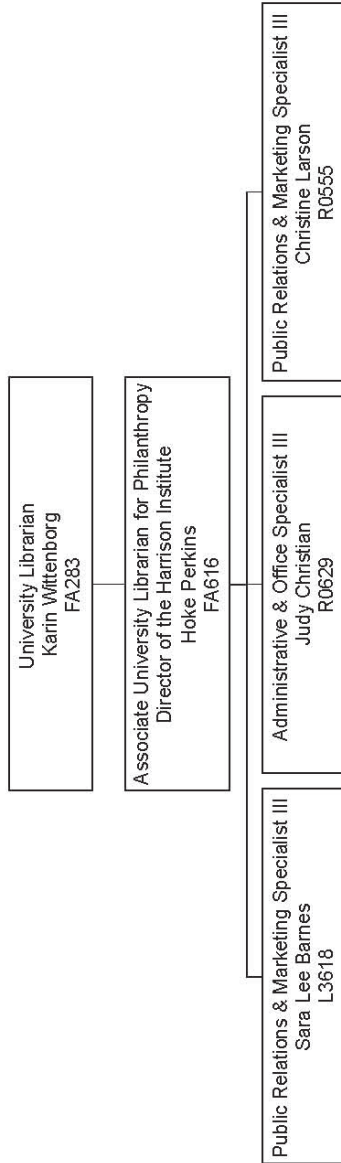 University Librarian
Karin Wittenborg
FA283
Associate University Librarian for Philanthropy
Director of the Harrison Institute
Hoke Perkins
FA616
Public Relations & Marketing Specialist III
Sara Lee Barnes
L3618
Administrative & Office Specialist III
Judy Christian
R0629
Public Relations & Marketing Specialist III
Christine Larson
R0555